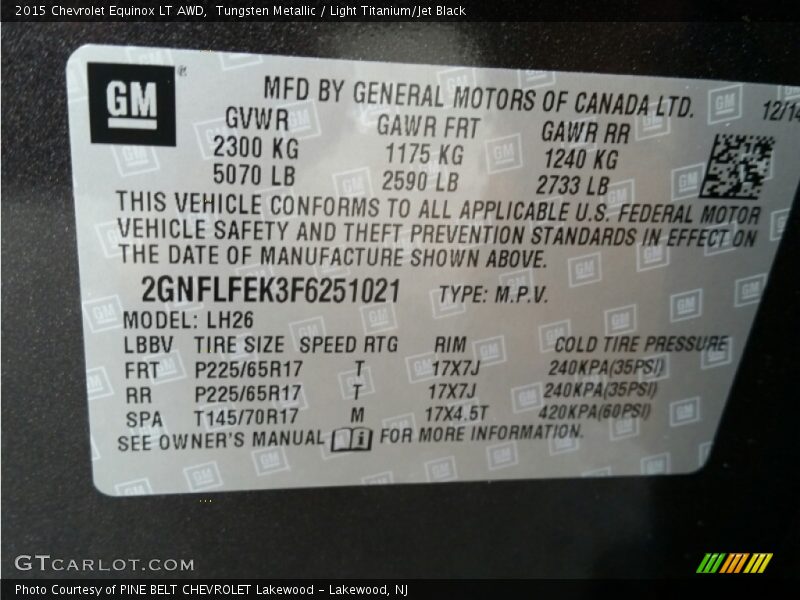 2015 Chevrolet Equinox LT AWD,  Tungsten Metallic / Light Titanium/Jet Black
GM ®
MFD BY GENERAL MOTORS OF CANADA LTD. 12/14
GVWR GAWR FRT GAWR RR
2300 KG 1175 KG 1240 KG
5070 LB 2590 LB 2733 LB
THIS VEHICLE CONFORMS TO ALL APPLICABLE U.S. FEDERAL MOTOR
VEHICLE SAFETY AND THEFT PREVENTION STANDARDS IN EFFECT ON
THE DATE OF MANUFACTURE SHOWN ABOVE.
2GNFLFEK3F6251021 TYPE: M.P.V.
MODEL: LH26
LBBV TIRE SIZE SPEED RTG RIM COLD TIRE PRESSURE
FRT P225/65R17 T 17X7J 240KPA(35PSI)
RR P225/65R17 T 17X7J 240KPA(35PSI)
SPA T145/70R17 M 17X4.5T 420KPA(60PSI)
SEE OWNER'S MANUAL i FOR MORE INFORMATION.
GTCARLOT.COM
Photo Courtesy of PINE BELT CHEVROLET Lakewood - Lakewood, NJ